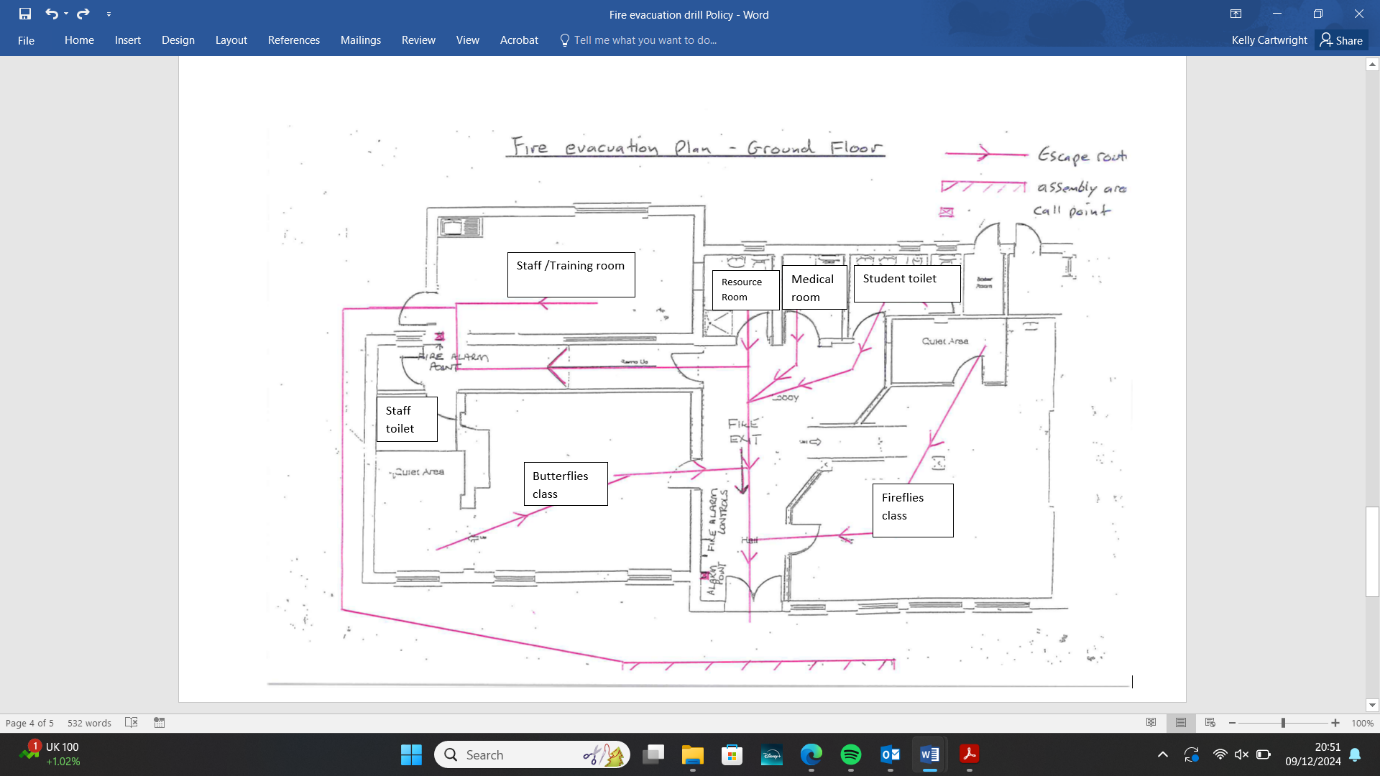 Fire evacuation drill Policy - Word
File Home Insert Design Layout References Mailings Review View Acrobat Tell me what you want to do...
Kelly Cartwright Share
Fire evacuation Plan - Ground Floor
Escape rout
assembly are
call point
Staff /Training room
Resource
Room
Medical
room
Student toilet
Quiet Area
FIRE ALARM
POINT
Ramp Up
Staff
toilet
Lobby
FIRE
EXIT
Quiet Area
Butterflies
class
Fireflies
class
FIRE ALARM
CONTROLS
ALARM
POINT
Page 4 of 5 532 words
100%
1
UK 100
+1.02%
Search
20:51
09/12/2024